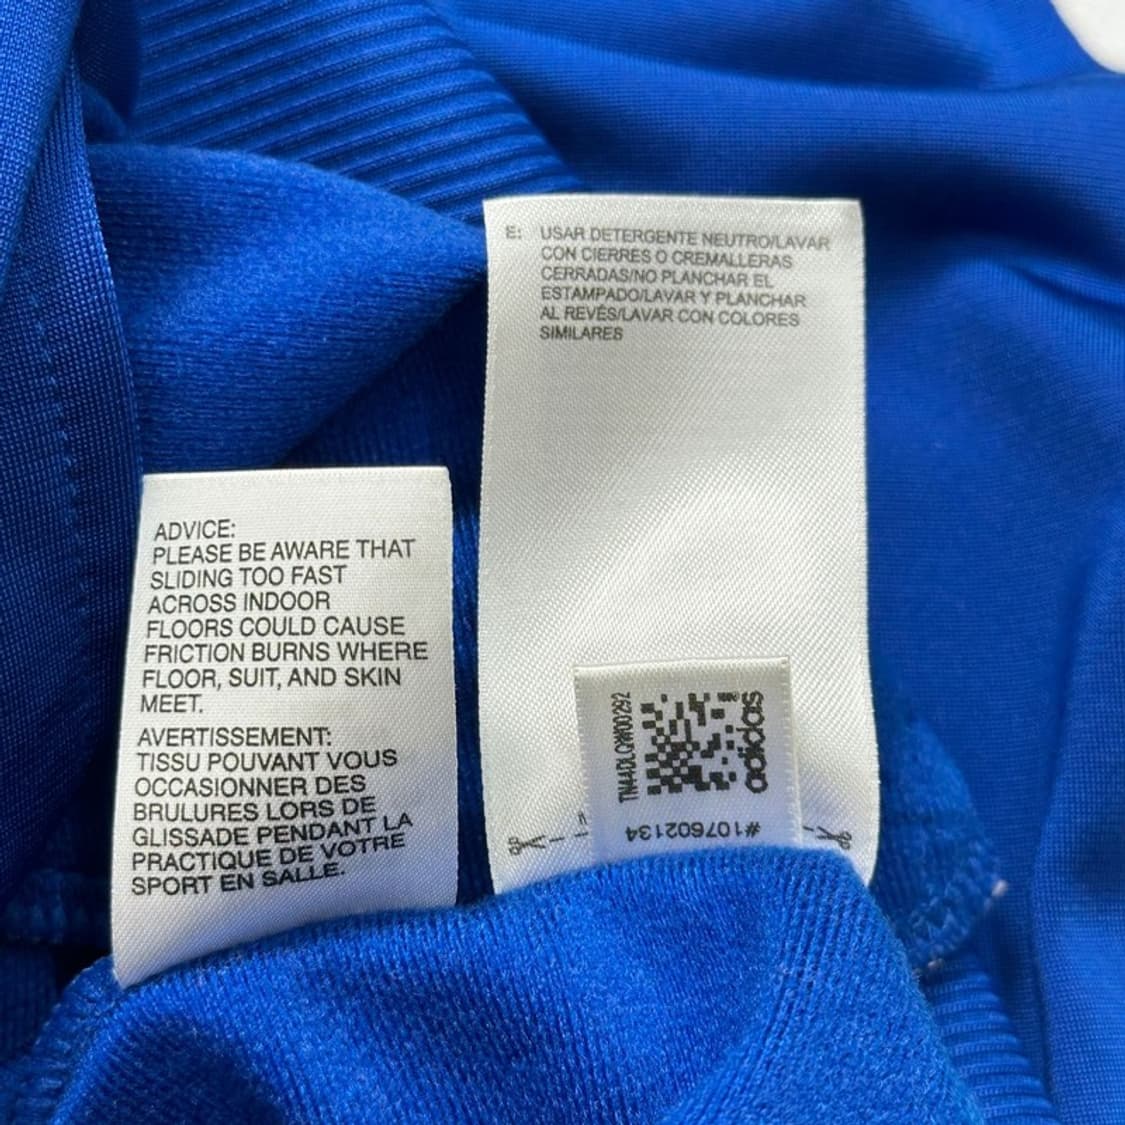 E: USAR DETERGENTE NEUTRO/LAVAR
CON CIERRES O CREMALLERAS
CERRADAS/NO PLANCHAR EL
ESTAMPADO/LAVAR Y PLANCHAR
AL REVÉS/LAVAR CON COLORES
SIMILARES
ADVICE:
PLEASE BE AWARE THAT
SLIDING TOO FAST
ACROSS INDOOR
FLOORS COULD CAUSE
FRICTION BURNS WHERE
FLOOR, SUIT, AND SKIN
MEET.
AVERTISSEMENT:
TISSU POUVANT VOUS
OCCASIONNER DES
BRULURES LORS DE
GLISSADE PENDANT LA
PRACTIQUE DE VOTRE
SPORT EN SALLE.
TN44DLQW00292
adidas
#107602134